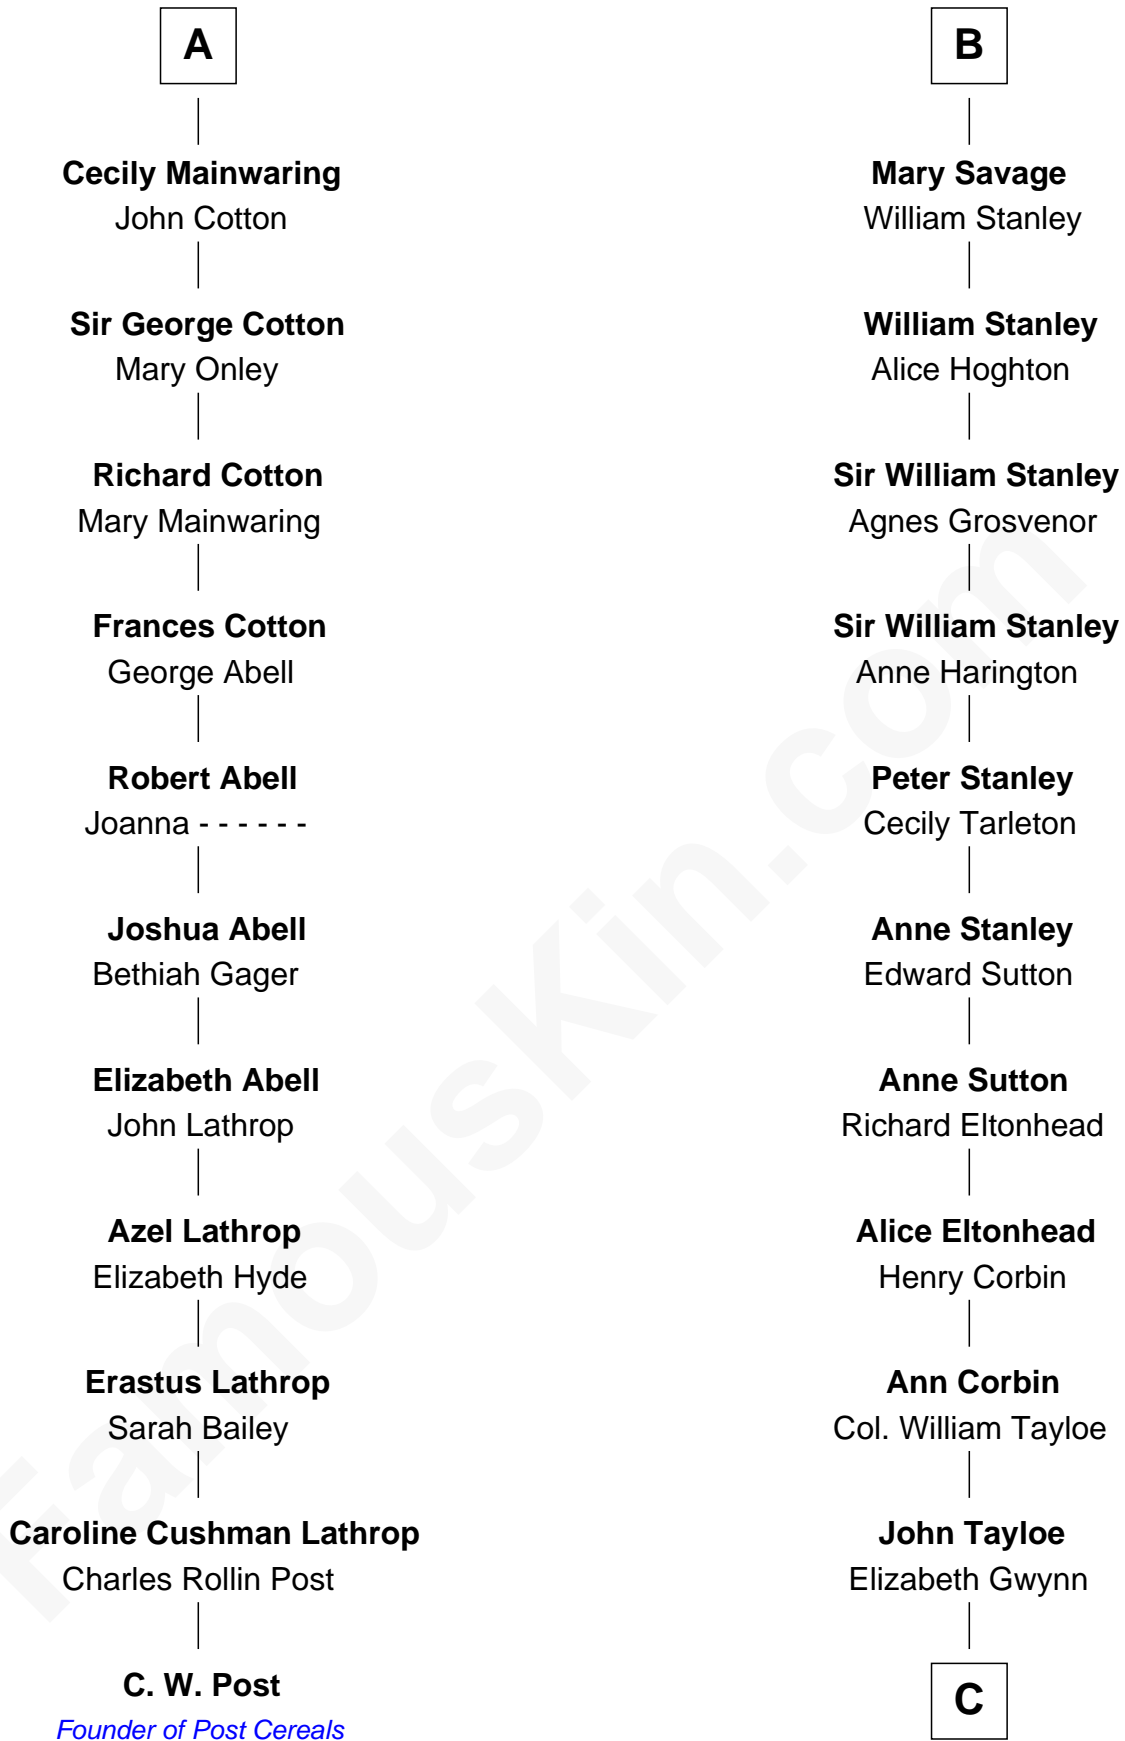 A
Cecily Mainwaring
John Cotton
Sir George Cotton
Mary Onley
Richard Cotton
Mary Mainwaring
Frances Cotton
George Abell
Robert Abell
Joanna - - - - - -
Joshua Abell
Bethiah Gager
Elizabeth Abell
John Lathrop
Azel Lathrop
Elizabeth Hyde
Erastus Lathrop
Sarah Bailey
Caroline Cushman Lathrop
Charles Rollin Post
C. W. Post
Founder of Post Cereals
B
Mary Savage
William Stanley
William Stanley
Alice Hoghton
Sir William Stanley
Agnes Grosvenor
Sir William Stanley
Anne Harington
Peter Stanley
Cecily Tarleton
Anne Stanley
Edward Sutton
Anne Sutton
Richard Eltonhead
Alice Eltonhead
Henry Corbin
Ann Corbin
Col. William Tayloe
John Tayloe
Elizabeth Gwynn
C
FamousKin.com